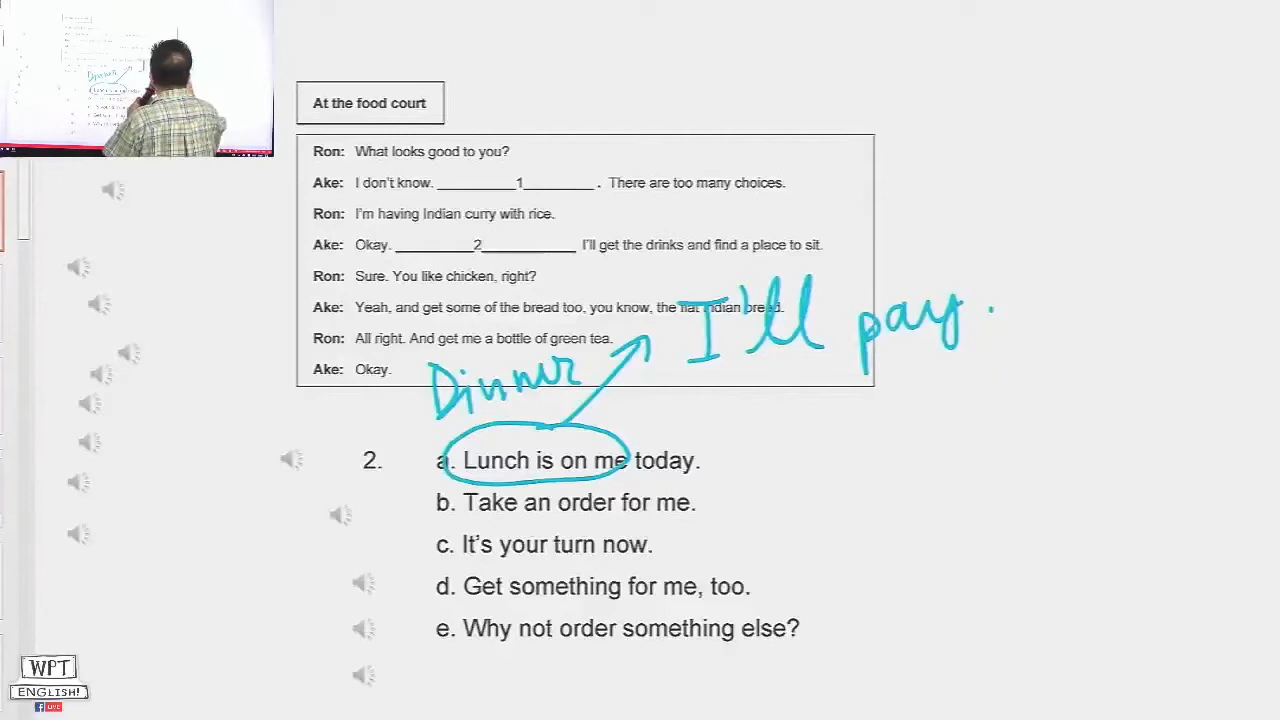 At the food court
Ron: What looks good to you?
Ake: I don't know. __________1_________ . There are too many choices.
Ron: I'm having Indian curry with rice.
Ake: Okay. __________2____________ I'll get the drinks and find a place to sit.
Ron: Sure. You like chicken, right?
Ake: Yeah, and get some of the bread too, you know, the flat Indian bread.
Ron: All right. And get me a bottle of green tea.
Ake: Okay.
I'll pay.
Dinner
2. a. Lunch is on me today.
b. Take an order for me.
c. It's your turn now.
d. Get something for me, too.
e. Why not order something else?
WPT
ENGLISH!
f LIVE